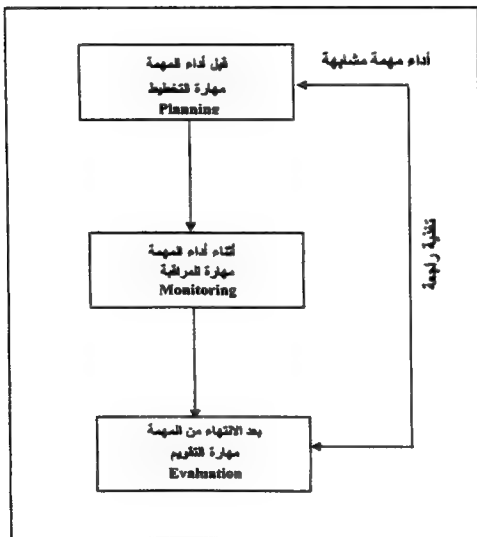 قبل أداء المهمة
مهارة التخطيط
Planning
أداء مهمة مشابهة
تغذية راجعة
أثناء أداء المهمة
مهارة المراقبة
Monitoring
بعد الانتهاء من المهمة
مهارة التقويم
Evaluation